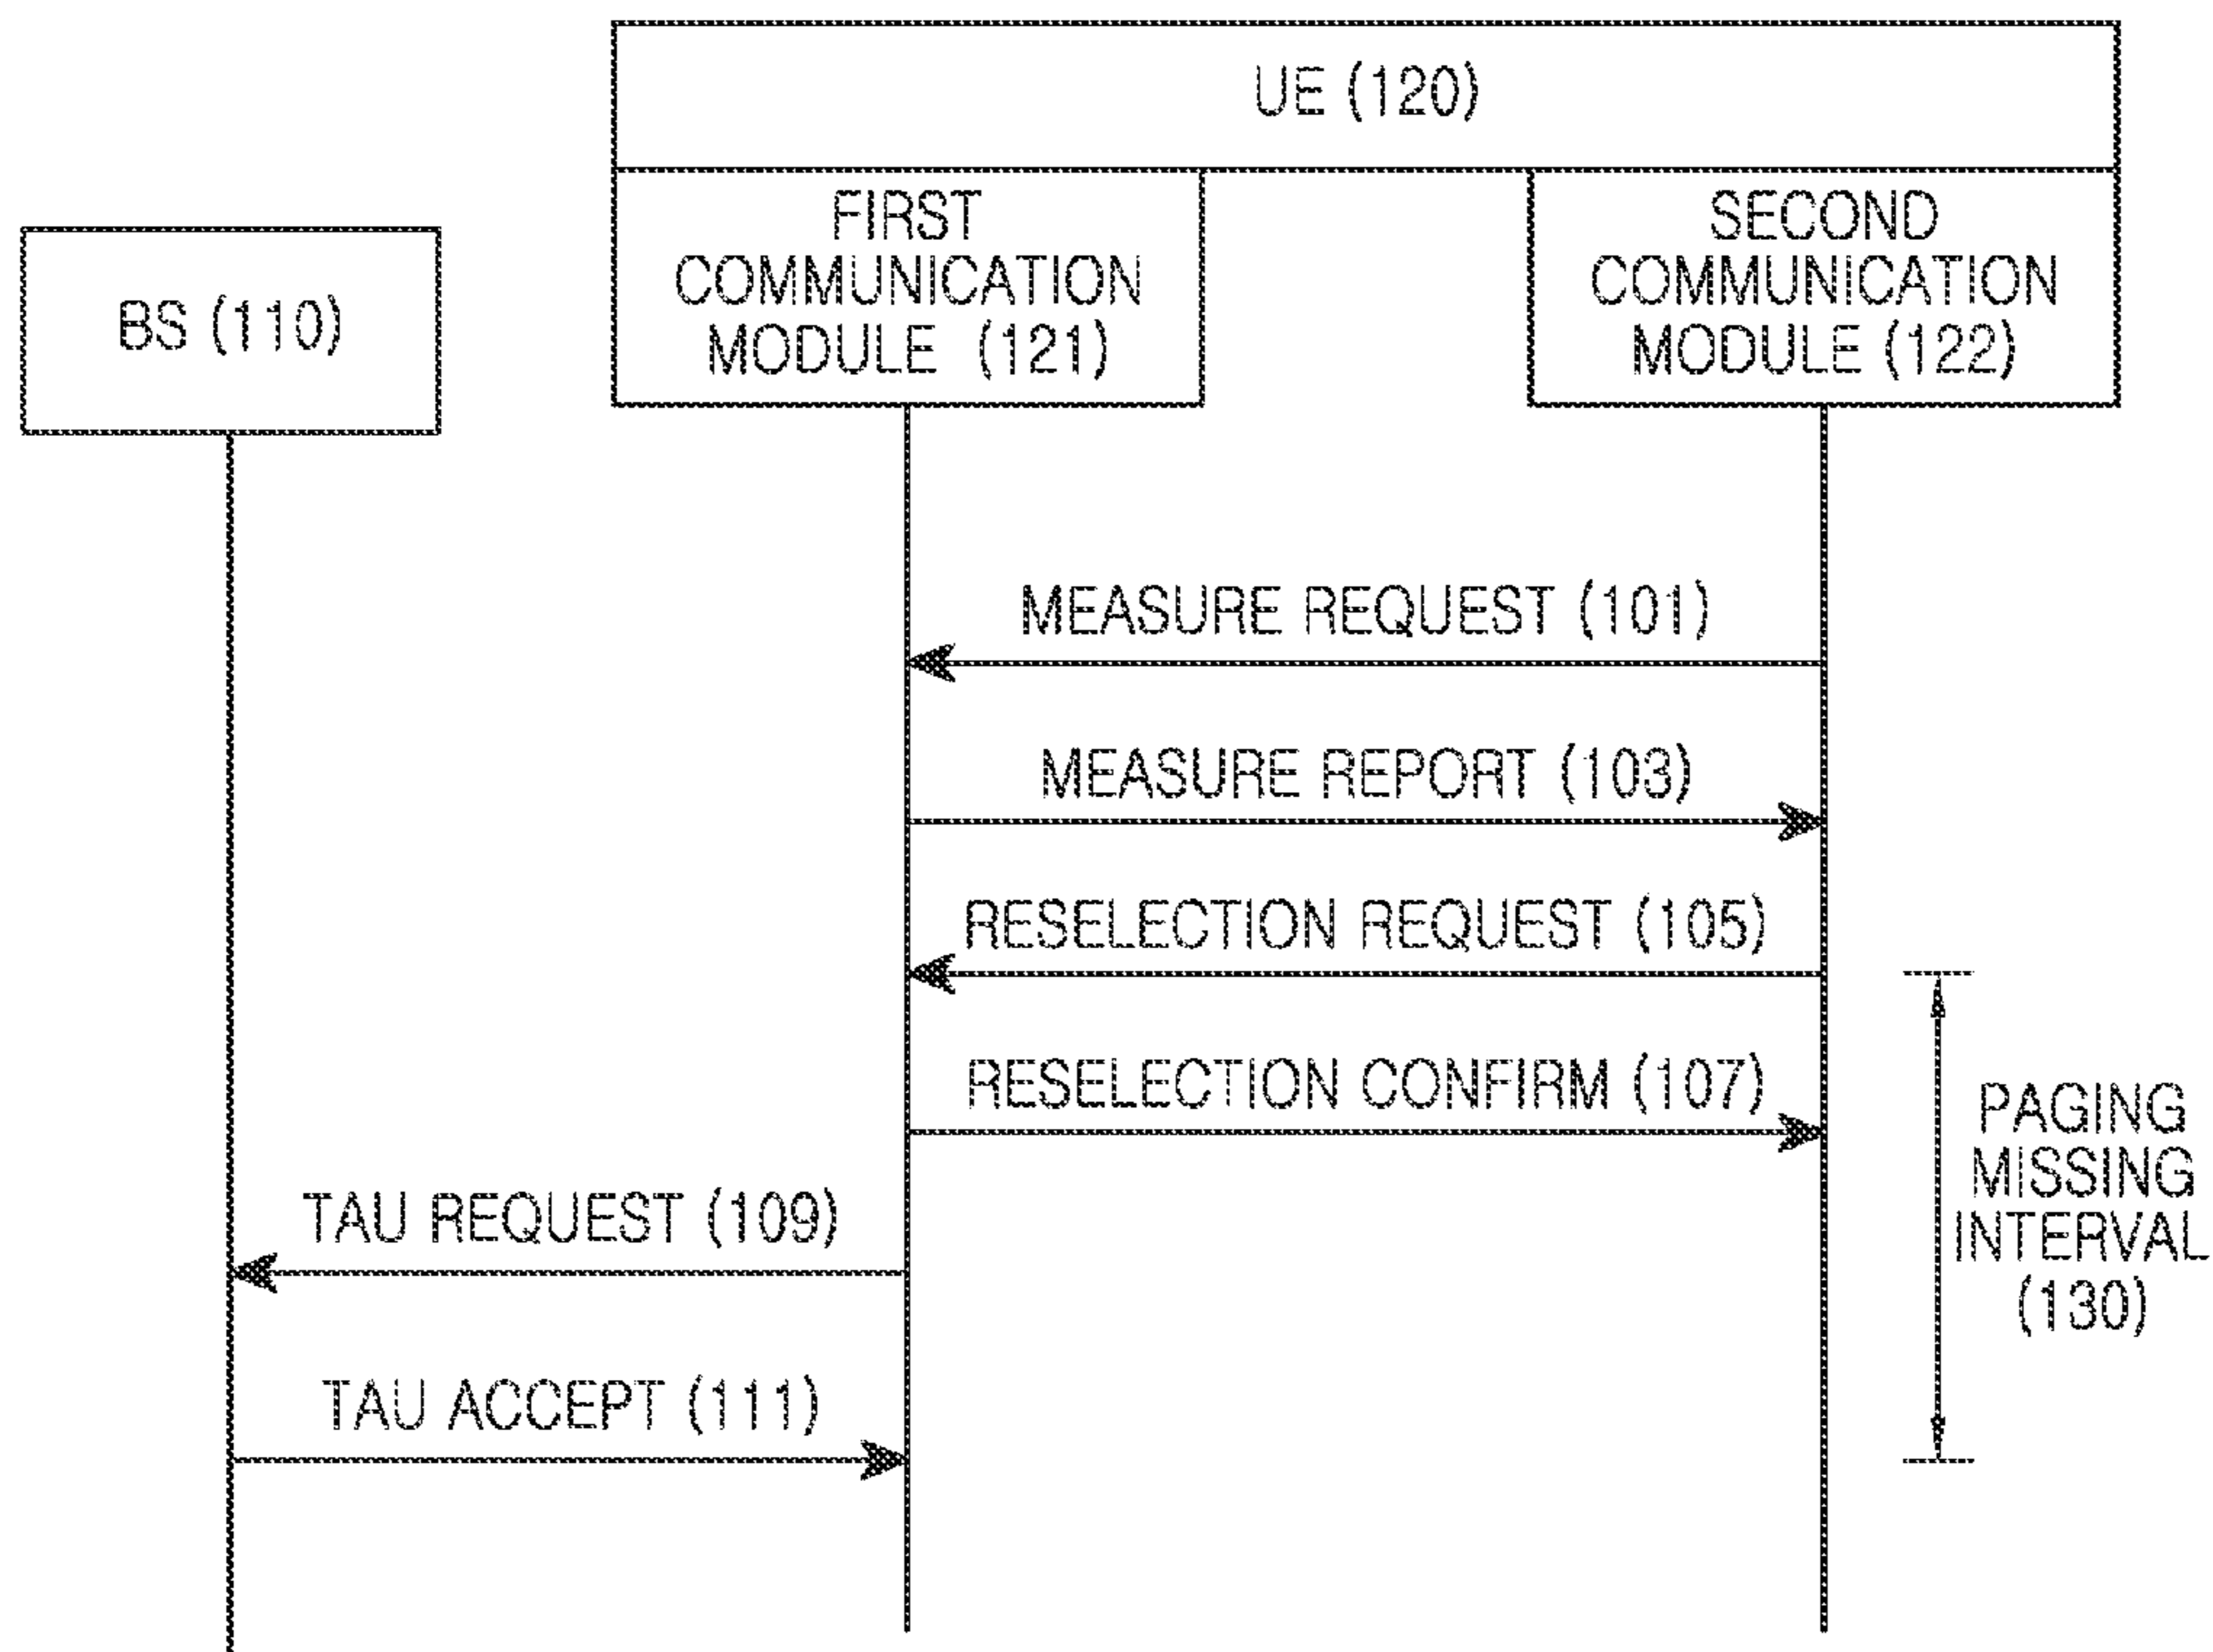 UE (120)
FIRST
COMMUNICATION
MODULE (121)
SECOND
COMMUNICATION
MODULE (122)
BS (110)
MEASURE REQUEST (101)
MEASURE REPORT (103)
RESELECTION REQUEST (105)
RESELECTION CONFIRM (107)
PAGING
MISSING
INTERVAL
(130)
TAU REQUEST (109)
TAU ACCEPT (111)